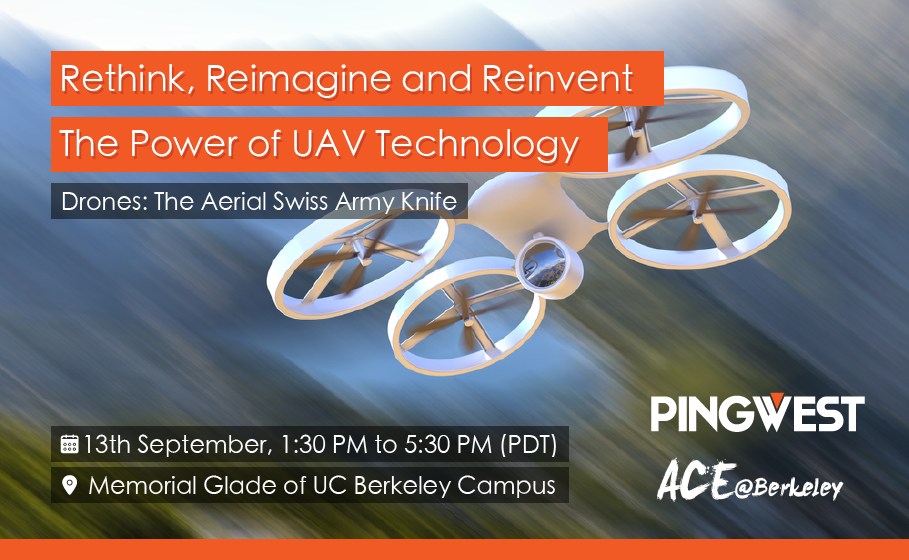 Rethink, Reimagine and Reinvent
The Power of UAV Technology
Drones: The Aerial Swiss Army Knife
13th September, 1:30 PM to 5:30 PM (PDT)
Memorial Glade of UC Berkeley Campus
PINGWEST
ACE@Berkeley